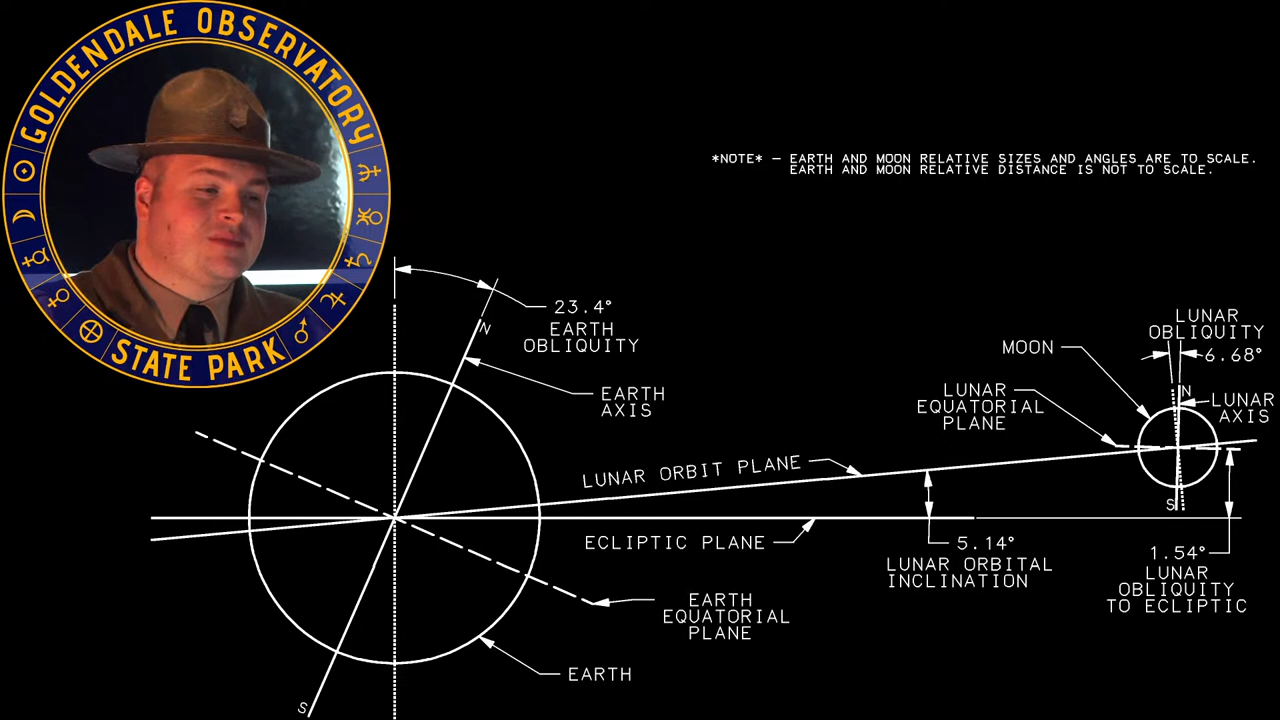 GOLDENDALE OBSERVATORY
STATE PARK
*NOTE* - EARTH AND MOON RELATIVE SIZES AND ANGLES ARE TO SCALE.
EARTH AND MOON RELATIVE DISTANCE IS NOT TO SCALE.
23.4°
EARTH
OBLIQUITY
N
EARTH
AXIS
S
LUNAR
OBLIQUITY
6.68°
MOON
N
LUNAR
AXIS
LUNAR
EQUATORIAL
PLANE
LUNAR ORBIT PLANE
S
ECLIPTIC PLANE
5.14°
LUNAR ORBITAL
INCLINATION
1.54°
LUNAR
OBLIQUITY
TO ECLIPTIC
EARTH
EQUATORIAL
PLANE
EARTH